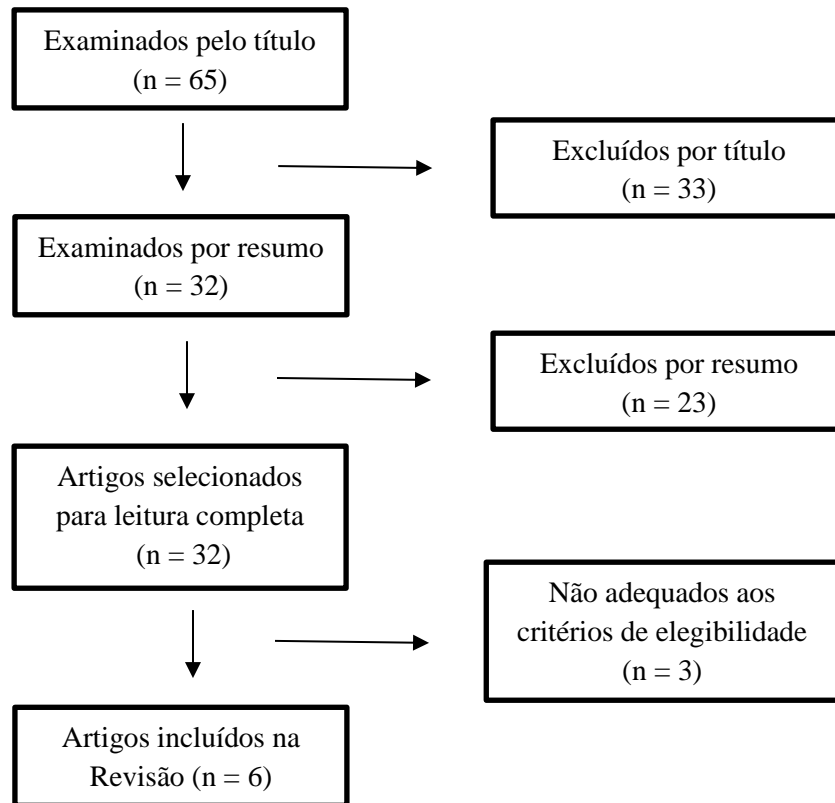 Examinados pelo título
(n = 65)
Excluídos por título
(n = 33)
Examinados por resumo
(n = 32)
Excluídos por resumo
(n = 23)
Artigos selecionados
para leitura completa
(n = 32)
Não adequados aos
critérios de elegibilidade
(n = 3)
Artigos incluídos na
Revisão (n = 6)